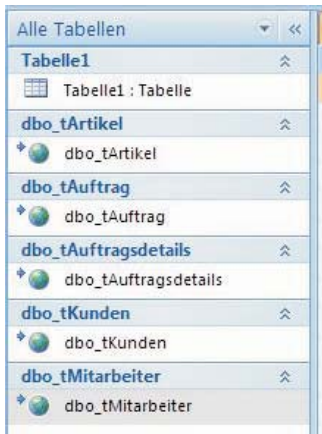 Alle Tabellen
Tabelle1
Tabelle1 : Tabelle
dbo_tArtikel
dbo_tArtikel
dbo_tAuftrag
dbo_tAuftrag
dbo_tAuftragsdetails
dbo_tAuftragsdetails
dbo_tKunden
dbo_tKunden
dbo_tMitarbeiter
dbo_tMitarbeiter